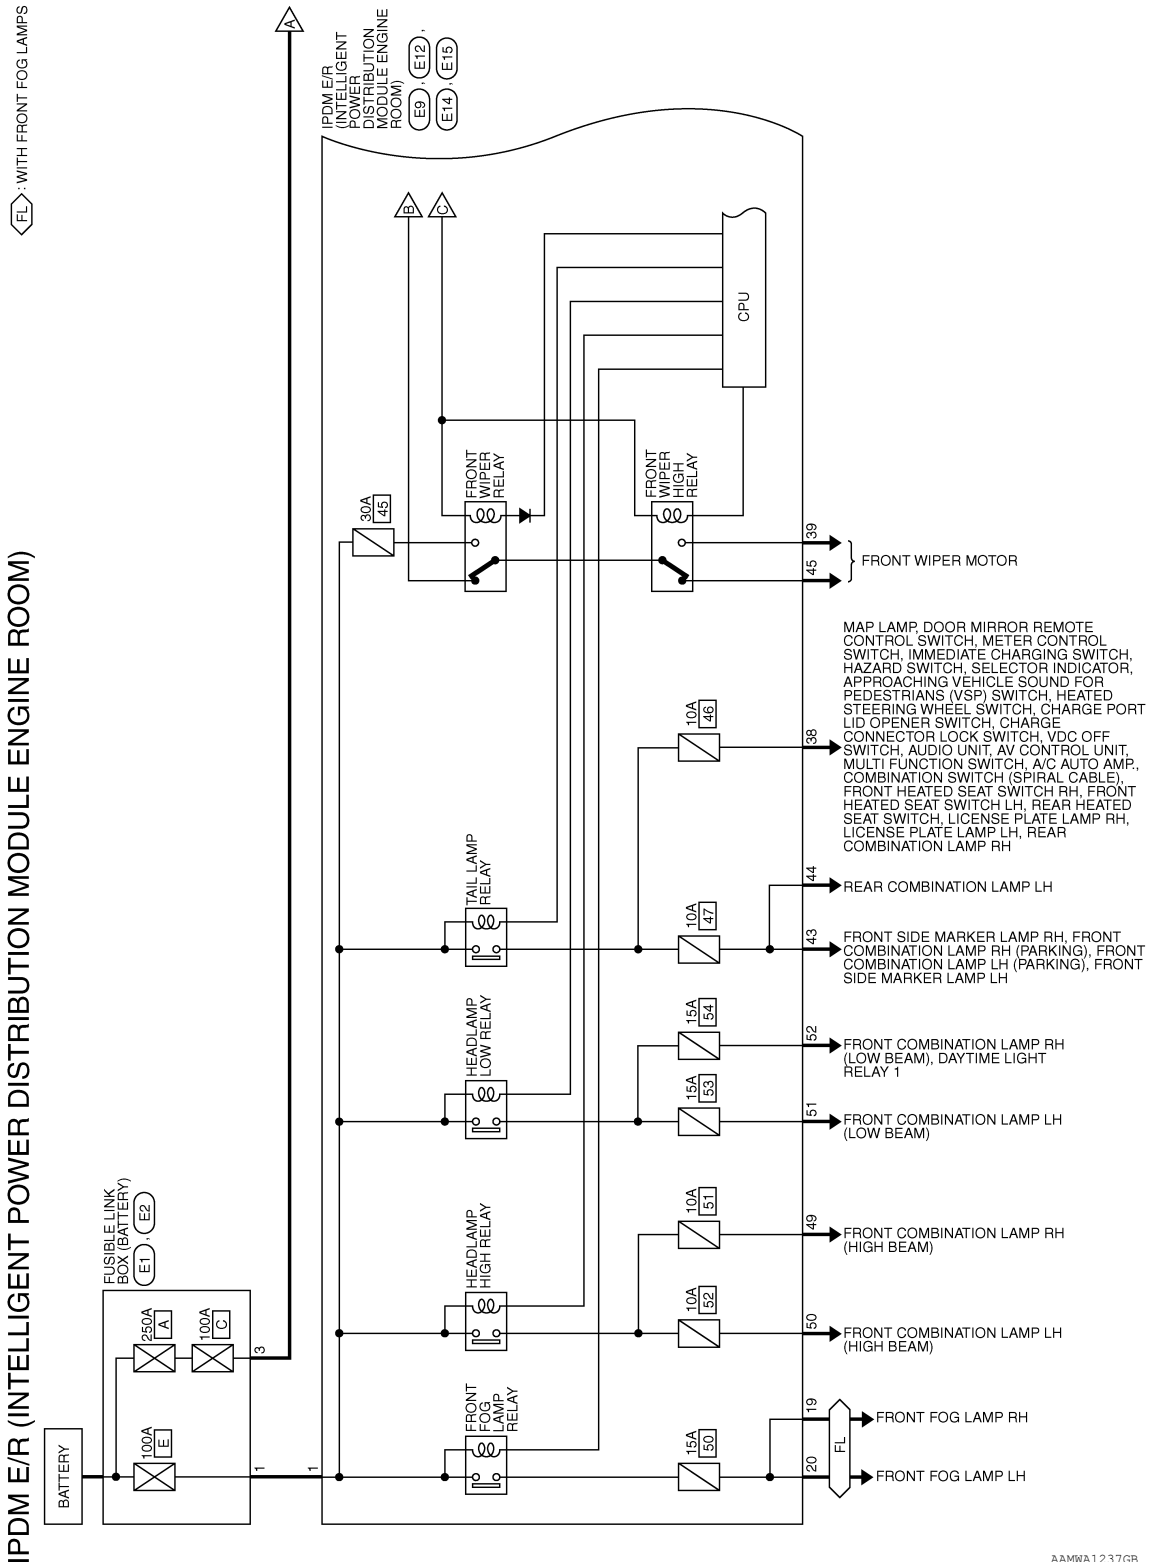 IPDM E/R (INTELLIGENT POWER DISTRIBUTION MODULE ENGINE ROOM)
FL : WITH FRONT FOG LAMPS
A
IPDM E/R
(INTELLIGENT
POWER
DISTRIBUTION
MODULE ENGINE
ROOM)
E9 , E12 ,
E14 , E15
B
C
CPU
30A
45
FRONT
WIPER
RELAY
FRONT
WIPER
HIGH
RELAY
39
45
FRONT WIPER MOTOR
10A
46
38
MAP LAMP, DOOR MIRROR REMOTE
CONTROL SWITCH, METER CONTROL
SWITCH, IMMEDIATE CHARGING SWITCH,
HAZARD SWITCH, SELECTOR INDICATOR,
APPROACHING VEHICLE SOUND FOR
PEDESTRIANS (VSP) SWITCH, HEATED
STEERING WHEEL SWITCH, CHARGE PORT
LID OPENER SWITCH, CHARGE
CONNECTOR LOCK SWITCH, VDC OFF
SWITCH, AUDIO UNIT, AV CONTROL UNIT,
MULTI FUNCTION SWITCH, A/C AUTO AMP.,
COMBINATION SWITCH (SPIRAL CABLE),
FRONT HEATED SEAT SWITCH RH, FRONT
HEATED SEAT SWITCH LH, REAR HEATED
SEAT SWITCH, LICENSE PLATE LAMP RH,
LICENSE PLATE LAMP LH, REAR
COMBINATION LAMP RH
TAIL LAMP
RELAY
10A
47
44
REAR COMBINATION LAMP LH
43
FRONT SIDE MARKER LAMP RH, FRONT
COMBINATION LAMP RH (PARKING), FRONT
COMBINATION LAMP LH (PARKING), FRONT
SIDE MARKER LAMP LH
HEADLAMP
LOW RELAY
15A
54
52
FRONT COMBINATION LAMP RH
(LOW BEAM), DAYTIME LIGHT
RELAY 1
15A
53
51
FRONT COMBINATION LAMP LH
(LOW BEAM)
FUSIBLE LINK
BOX (BATTERY)
E1 , E2
250A
A
100A
C
3
HEADLAMP
HIGH RELAY
10A
51
49
FRONT COMBINATION LAMP RH
(HIGH BEAM)
10A
52
50
FRONT COMBINATION LAMP LH
(HIGH BEAM)
BATTERY
100A
E
1
1
FRONT
FOG
LAMP
RELAY
15A
50
19
FRONT FOG LAMP RH
FL
20
FRONT FOG LAMP LH
AAMWA1237GB